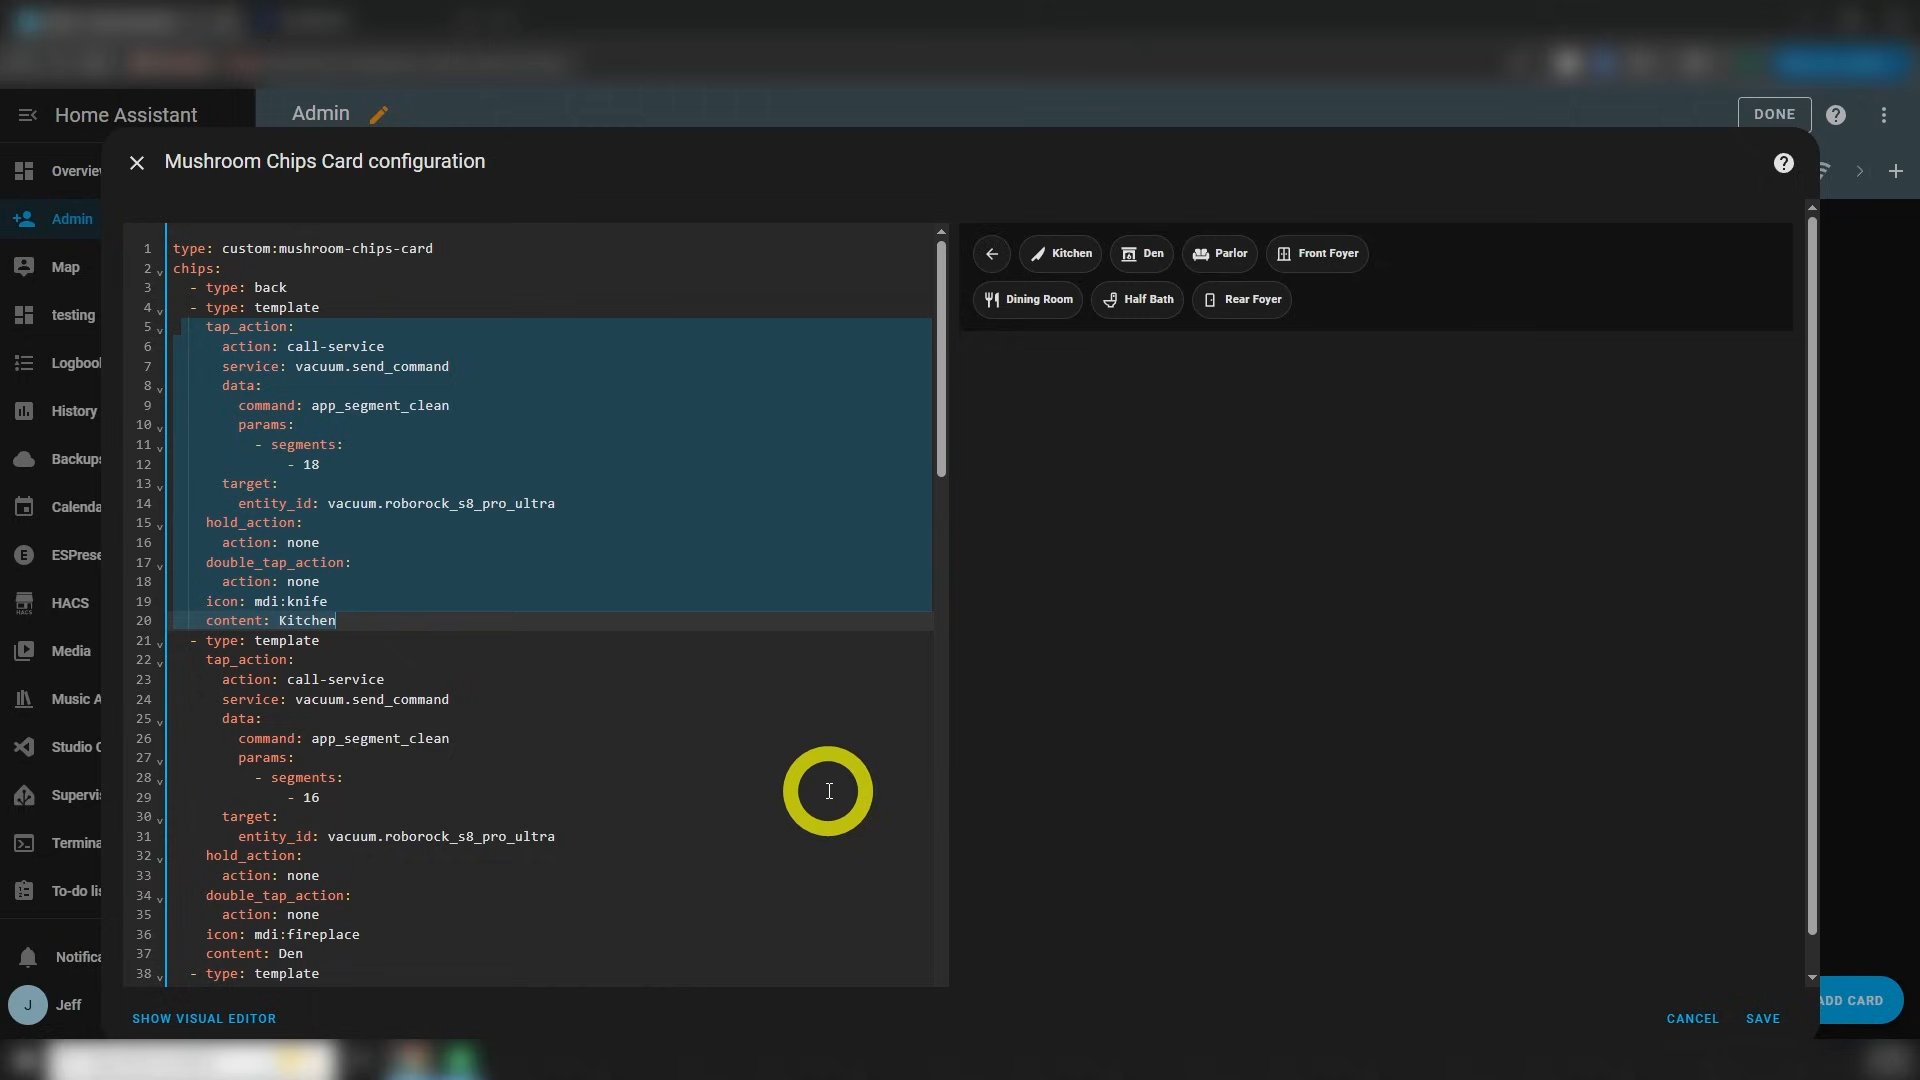 Home Assistant
Admin
DONE
Mushroom Chips Card configuration
Overvie
Admin
Map
testing
Logboo
History
Backups
Calenda
ESPrese
HACS
Media
Music A
Studio C
Supervi
Termina
To-do lis
Notifica
J
Jeff
1 type: custom:mushroom-chips-card
2 chips:
3 - type: back
4 - type: template
5 tap_action:
6 action: call-service
7 service: vacuum.send_command
8 data:
9 command: app_segment_clean
10 params:
11 - segments:
12 - 18
13 target:
14 entity_id: vacuum.roborock_s8_pro_ultra
15 hold_action:
16 action: none
17 double_tap_action:
18 action: none
19 icon: mdi:knife
20 content: Kitchen
21 - type: template
22 tap_action:
23 action: call-service
24 service: vacuum.send_command
25 data:
26 command: app_segment_clean
27 params:
28 - segments:
29 - 16
30 target:
31 entity_id: vacuum.roborock_s8_pro_ultra
32 hold_action:
33 action: none
34 double_tap_action:
35 action: none
36 icon: mdi:fireplace
37 content: Den
38 - type: template
Kitchen Den Parlor Front Foyer
Dining Room Half Bath Rear Foyer
SHOW VISUAL EDITOR
CANCEL SAVE
ADD CARD